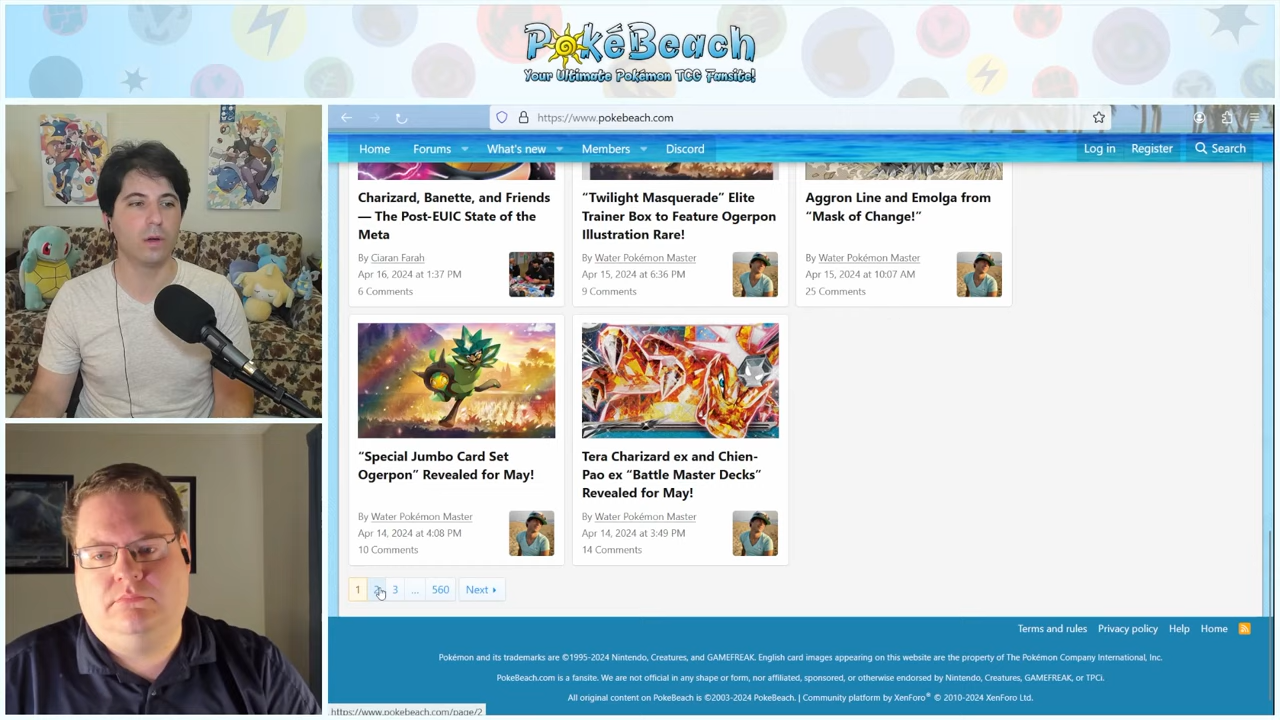 PokéBeach
Your Ultimate Pokémon TCG Fansite!
https://www.pokebeach.com
Home
Forums
What's new
Members
Discord
Log in
Register
Search
Charizard, Banette, and Friends
— The Post-EUIC State of the
Meta
By Ciaran Farah
Apr 16, 2024 at 1:37 PM
6 Comments
“Twilight Masquerade” Elite
Trainer Box to Feature Ogerpon
Illustration Rare!
By Water Pokémon Master
Apr 15, 2024 at 6:36 PM
9 Comments
Aggron Line and Emolga from
“Mask of Change!”
By Water Pokémon Master
Apr 15, 2024 at 10:07 AM
25 Comments
“Special Jumbo Card Set
Ogerpon” Revealed for May!
By Water Pokémon Master
Apr 14, 2024 at 4:08 PM
10 Comments
Tera Charizard ex and Chien-
Pao ex “Battle Master Decks”
Revealed for May!
By Water Pokémon Master
Apr 14, 2024 at 3:49 PM
14 Comments
1 2 3 ... 560 Next
Terms and rules Privacy policy Help Home
Pokémon and its trademarks are ©1995-2024 Nintendo, Creatures, and GAMEFREAK. English card images appearing on this website are the property of The Pokémon Company International, Inc.
PokeBeach.com is a fansite. We are not official in any shape or form, nor affiliated, sponsored, or otherwise endorsed by Nintendo, Creatures, GAMEFREAK, or TPCi.
All original content on PokeBeach is ©2003-2024 PokeBeach. | Community platform by XenForo® © 2010-2024 XenForo Ltd.
https://www.pokebeach.com/page/2